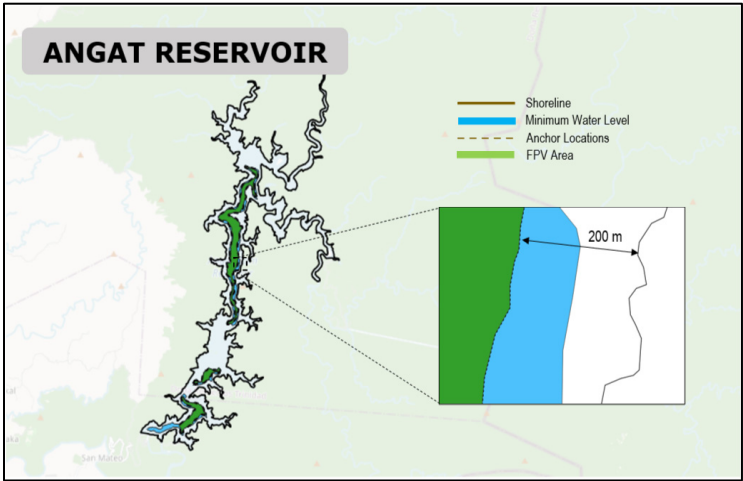 ANGAT RESERVOIR
Shoreline
Minimum Water Level
Anchor Locations
FPV Area
200 m
San Mateo